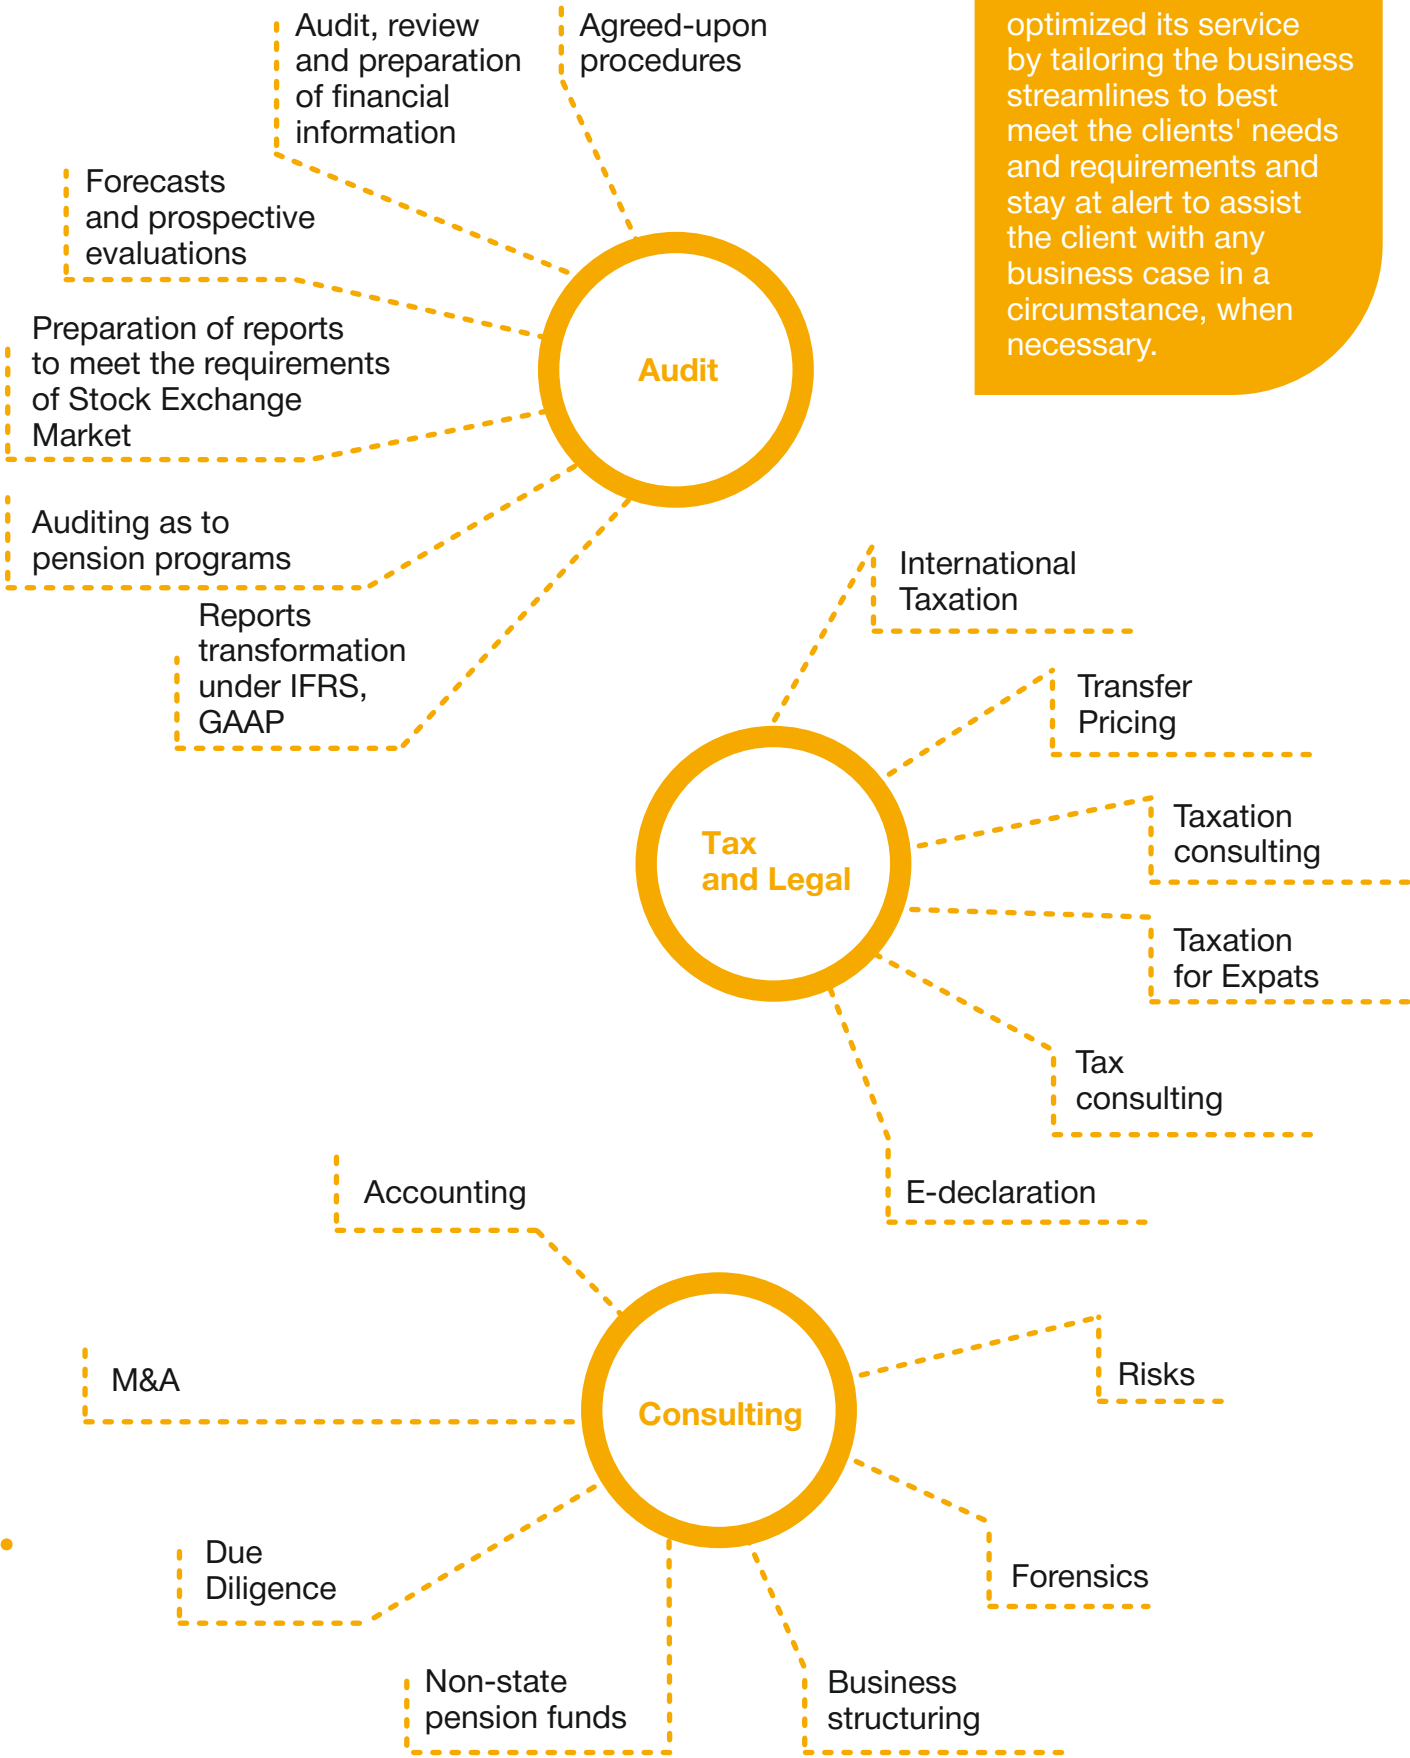 Audit, review
and preparation
of financial
information
Agreed-upon
procedures
optimized its service
by tailoring the business
streamlines to best
meet the clients' needs
and requirements and
stay at alert to assist
the client with any
business case in a
circumstance, when
necessary.
Forecasts
and prospective
evaluations
Preparation of reports
to meet the requirements
of Stock Exchange
Market
Audit
Auditing as to
pension programs
Reports
transformation
under IFRS,
GAAP
International
Taxation
Transfer
Pricing
Taxation
consulting
Tax
and Legal
Taxation
for Expats
Tax
consulting
E-declaration
Accounting
M&A
Consulting
Risks
Due
Diligence
Forensics
Non-state
pension funds
Business
structuring